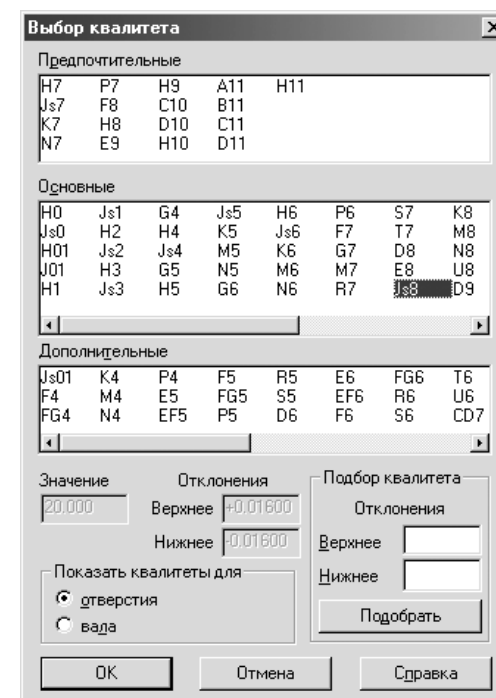 Выбор квалитета
Предпочтительные
H7 P7 H9 A11 H11
Js7 F8 C10 B11
K7 H8 D10 C11
N7 E9 H10 D11
Основные
H0 Js1 G4 Js5 H6 P6 S7 K8
Js0 H2 H4 K5 Js6 F7 T7 M8
H01 Js2 Js4 M5 K6 G7 D8 N8
J01 H3 G5 N5 M6 M7 E8 U8
H1 Js3 H5 G6 N6 R7 Js8 D9
Дополнительные
Js01 K4 P4 F5 R5 E6 FG6 T6
F4 M4 E5 FG5 S5 EF6 R6 U6
FG4 N4 EF5 P5 D6 F6 S6 CD7
Значение Отклонения
20.000 Верхнее +0.01600
Нижнее -0.01600
Показать квалитеты для
отверстия
вала
Подбор квалитета
Отклонения
Верхнее
Нижнее
Подобрать
OK Отмена Справка